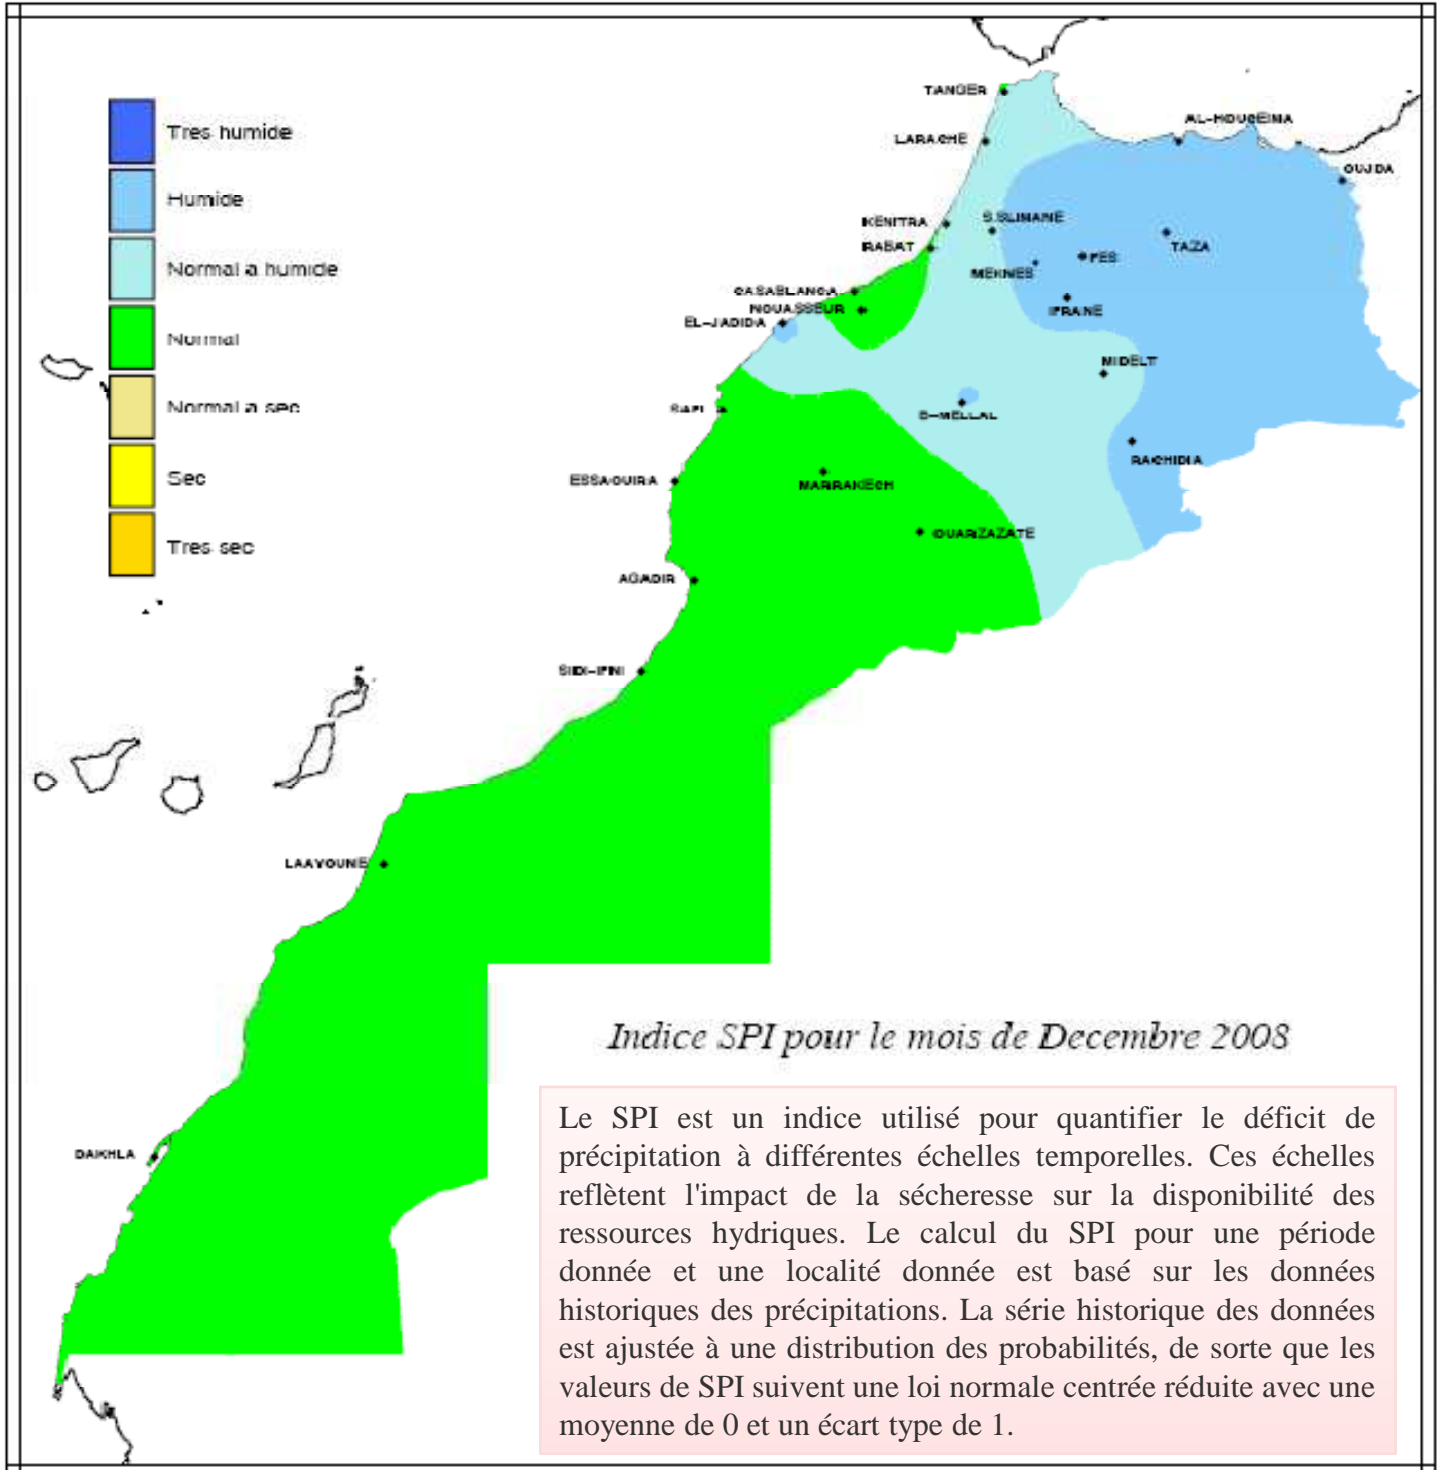 TANGER
AL-HOUCEIMA
LARACHE
OUJDA
KENITRA
S.SLIMANE
RABAT
TAZA
FES
MEKNES
CASABLANCA
NOUASSEUR
IFRANE
EL-JADIDA
MIDELT
SAFI
B-MELLAL
RACHIDIA
ESSAOUIRA
MARRAKECH
OUARZAZATE
AGADIR
SIDI-IFNI
LAAYOUNE
DAKHLA
Tres humide
Humide
Normal a humide
Normal
Normal a sec
Sec
Tres sec
Indice SPI pour le mois de Decembre 2008
Le SPI est un indice utilisé pour quantifier le déficit de
précipitation à différentes échelles temporelles. Ces échelles
reflètent l'impact de la sécheresse sur la disponibilité des
ressources hydriques. Le calcul du SPI pour une période
donnée et une localité donnée est basé sur les données
historiques des précipitations. La série historique des données
est ajustée à une distribution des probabilités, de sorte que les
valeurs de SPI suivent une loi normale centrée réduite avec une
moyenne de 0 et un écart type de 1.